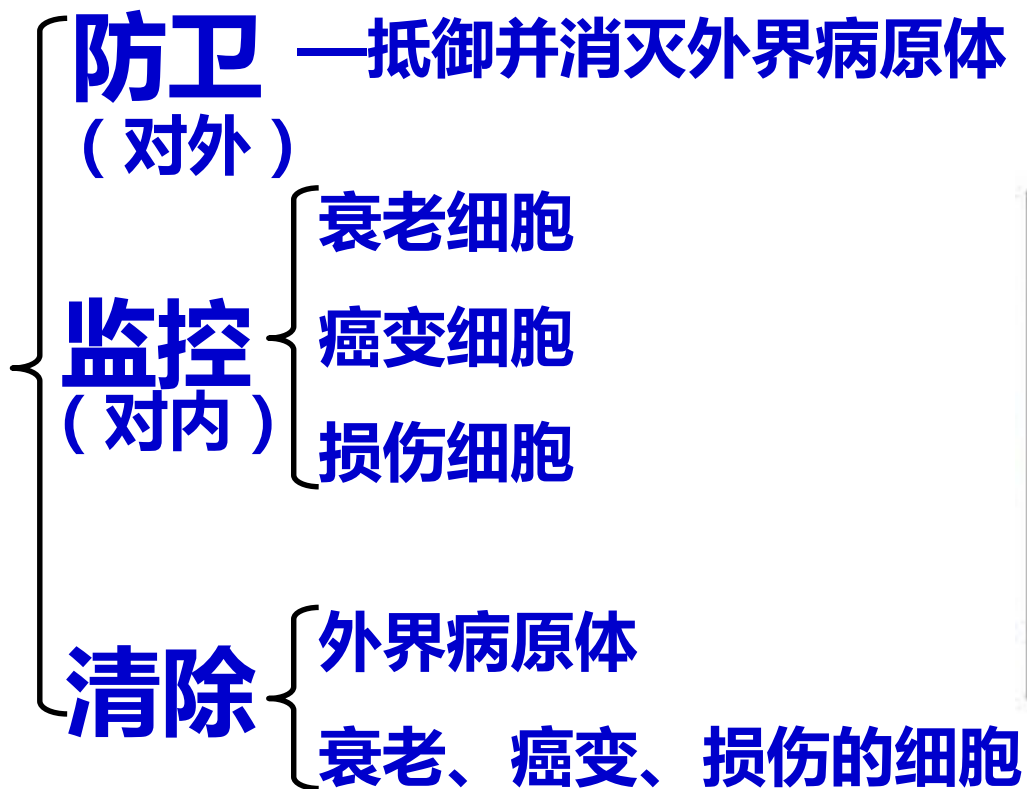 防卫 —抵御并消灭外界病原体
（对外）
衰老细胞
癌变细胞
监控
（对内）
损伤细胞
外界病原体
清除
衰老、癌变、损伤的细胞